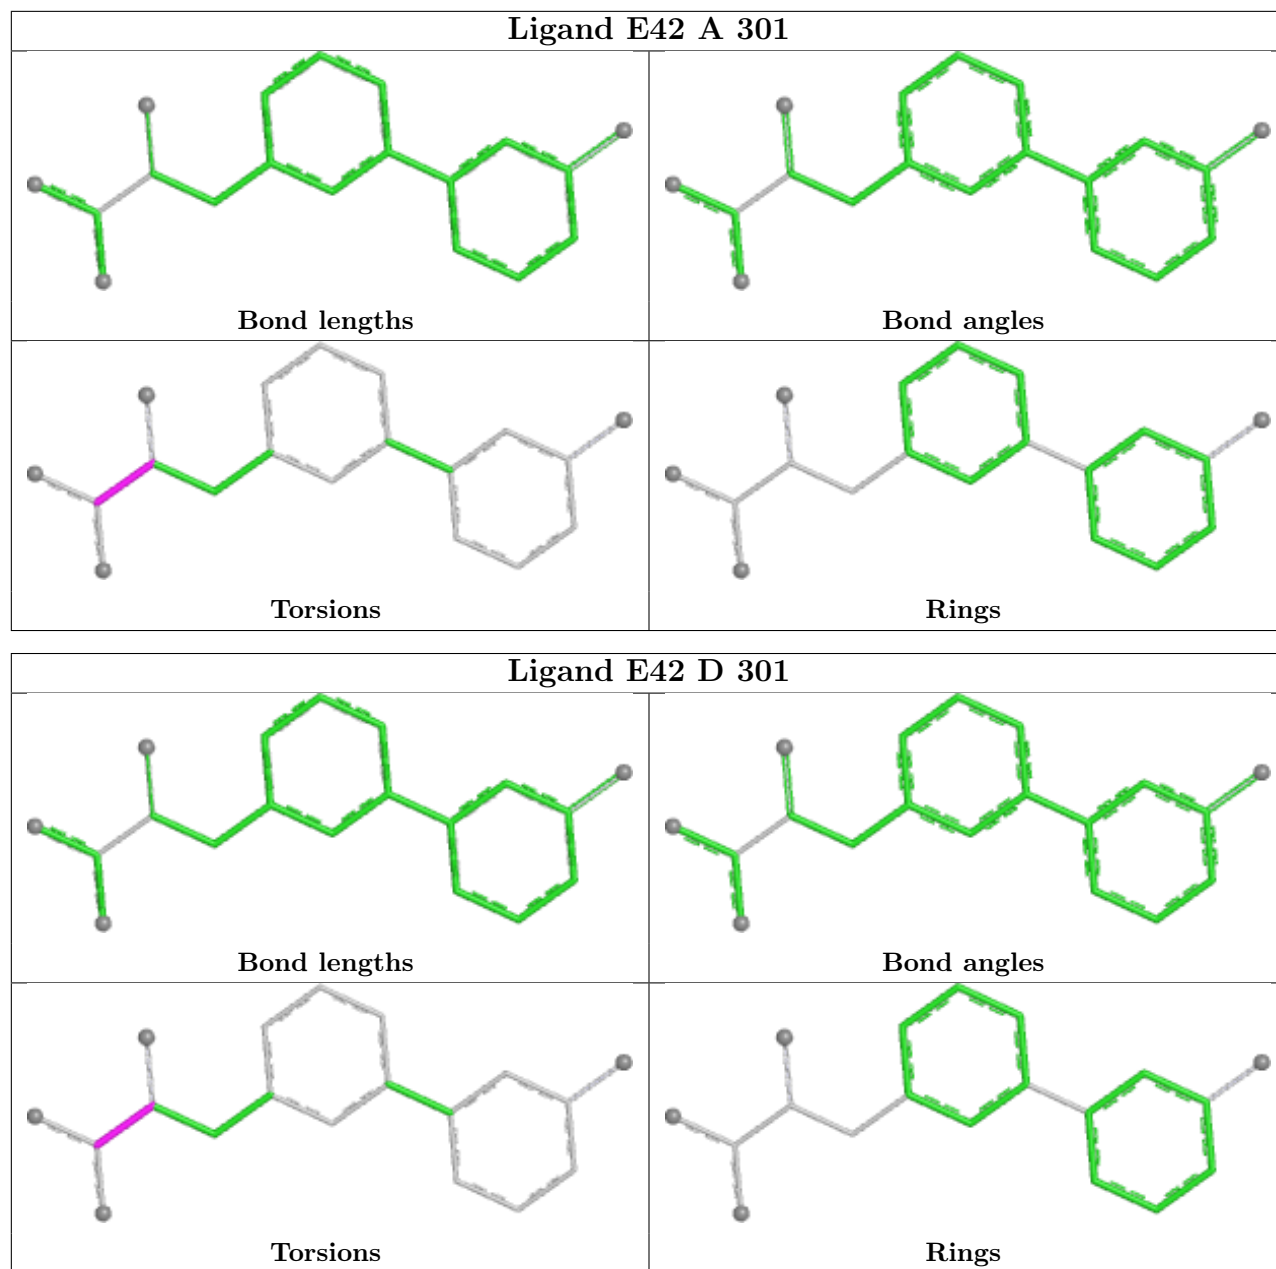 Ligand E42 A 301
Bond lengths
Bond angles
Torsions
Rings
Ligand E42 D 301
Bond lengths
Bond angles
Torsions
Rings